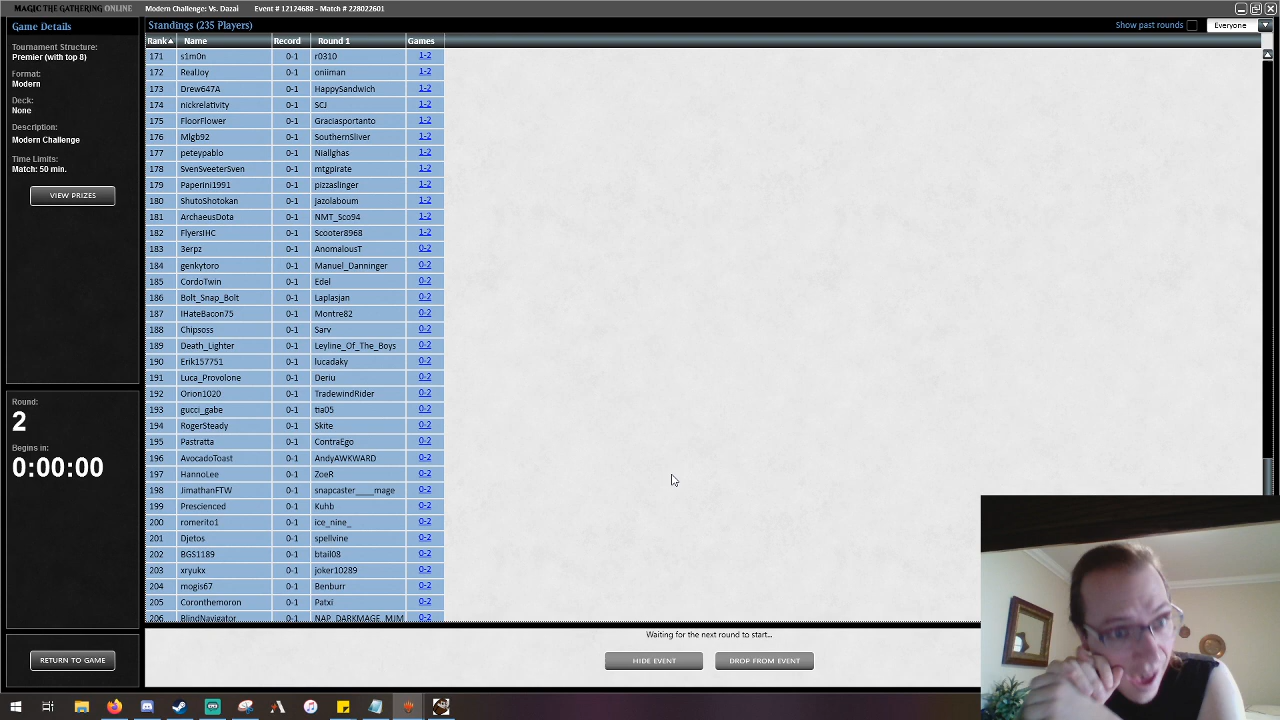 MAGIC THE GATHERING ONLINE Modern Challenge: Vs. Dazai Event # 12124688 - Match # 228022601
Game Details
Tournament Structure:
Premier (with top 8)
Format:
Modern
Deck:
None
Description:
Modern Challenge
Time Limits:
Match: 50 min.
VIEW PRIZES
Round:
2
Begins in:
0:00:00
RETURN TO GAME
Standings (235 Players) Show past rounds Everyone
Rank Name Record Round 1 Games
171 s1m0n 0-1 r0310 1-2
172 RealJoy 0-1 oniiman 1-2
173 Drew647A 0-1 HappySandwich 1-2
174 nickrelativity 0-1 SCJ 1-2
175 FloorFlower 0-1 Graciasportanto 1-2
176 Mlgb92 0-1 SouthernSliver 1-2
177 peteypablo 0-1 Niallghas 1-2
178 SvenSveeterSven 0-1 mtgpirate 1-2
179 Paperini1991 0-1 pizzaslinger 1-2
180 ShutoShotokan 0-1 jazolaboum 1-2
181 ArchaeusDota 0-1 NMT_Sco94 1-2
182 FlyersIHC 0-1 Scooter8968 1-2
183 3erpz 0-1 AnomalousT 0-2
184 genkytoro 0-1 Manuel_Danninger 0-2
185 CordoTwin 0-1 Edel 0-2
186 Bolt_Snap_Bolt 0-1 Laplasjan 0-2
187 IHateBacon75 0-1 Montre82 0-2
188 Chipsoss 0-1 Sarv 0-2
189 Death_Lighter 0-1 Leyline_Of_The_Boys 0-2
190 Erik157751 0-1 lucadaky 0-2
191 Luca_Provolone 0-1 Deriu 0-2
192 Orion1020 0-1 TradewindRider 0-2
193 gucci_gabe 0-1 tia05 0-2
194 RogerSteady 0-1 Skite 0-2
195 Pastratta 0-1 ContraEgo 0-2
196 AvocadoToast 0-1 AndyAWKWARD 0-2
197 HannoLee 0-1 ZoeR 0-2
198 JimathanFTW 0-1 snapcaster____mage 0-2
199 Prescienced 0-1 Kuhb 0-2
200 romerito1 0-1 ice_nine_ 0-2
201 Djetos 0-1 spellvine 0-2
202 BGS1189 0-1 btail08 0-2
203 xryukx 0-1 joker10289 0-2
204 mogis67 0-1 Benburr 0-2
205 Coronthemoron 0-1 Patxi 0-2
206 BlindNavigator 0-1 NAP_DARKMAGE_MJM 0-2
Waiting for the next round to start...
HIDE EVENT DROP FROM EVENT